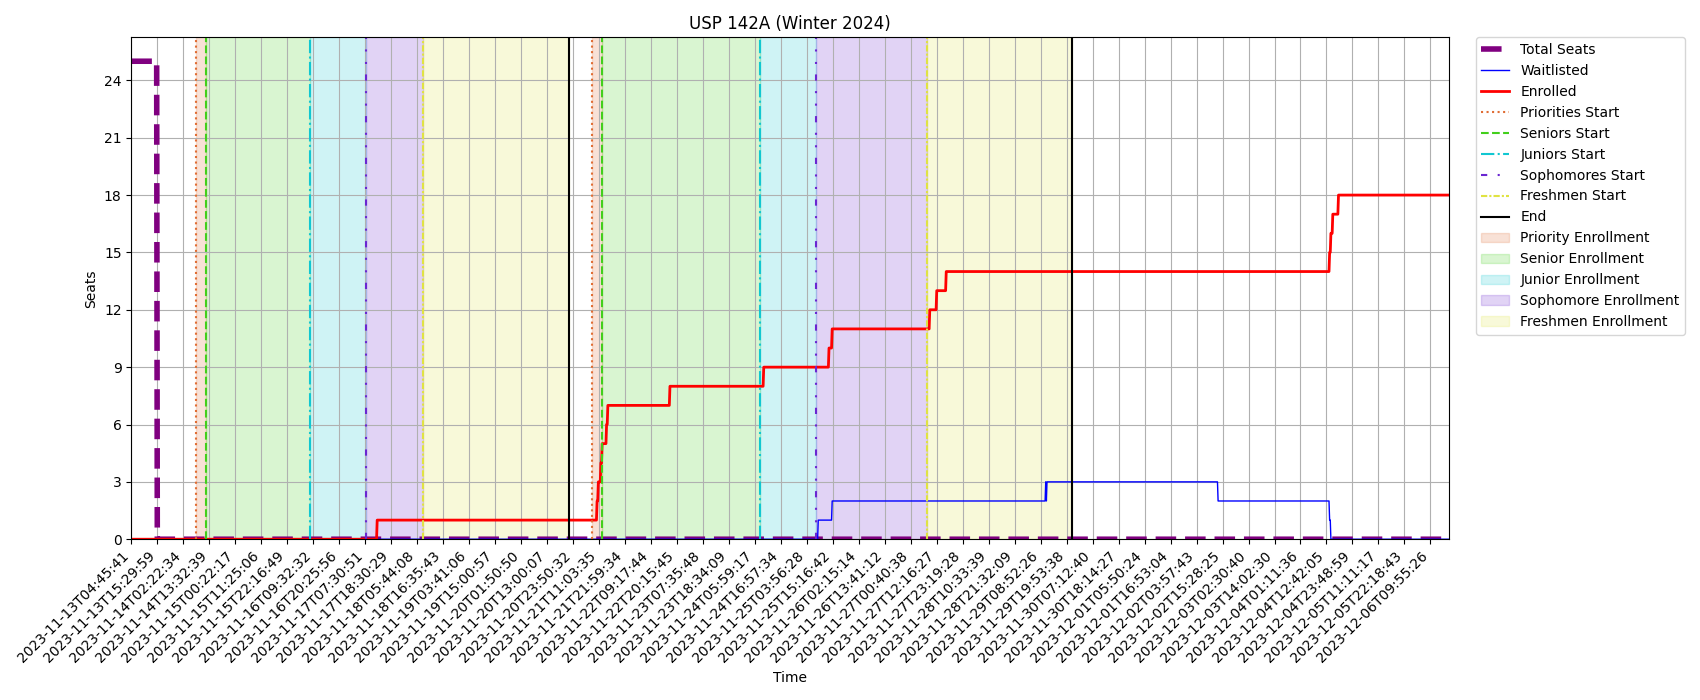 USP 142A (Winter 2024)
Total Seats
Waitlisted
Enrolled
Priorities Start
Seniors Start
Juniors Start
Sophomores Start
Freshmen Start
End
Priority Enrollment
Senior Enrollment
Junior Enrollment
Sophomore Enrollment
Freshmen Enrollment
Seats
24
21
18
15
12
9
6
3
0
2023-11-13T04:45:41
2023-11-13T15:29:59
2023-11-14T02:22:34
2023-11-14T13:32:39
2023-11-15T00:22:17
2023-11-15T11:25:06
2023-11-15T22:16:49
2023-11-16T09:32:32
2023-11-16T20:25:56
2023-11-17T07:30:51
2023-11-17T18:30:29
2023-11-18T05:44:08
2023-11-18T16:35:43
2023-11-19T03:41:06
2023-11-19T15:00:57
2023-11-20T01:50:50
2023-11-20T13:00:07
2023-11-20T23:50:32
2023-11-21T11:03:35
2023-11-21T21:59:34
2023-11-22T09:17:44
2023-11-22T20:15:45
2023-11-23T07:35:48
2023-11-23T18:34:09
2023-11-24T05:59:17
2023-11-24T16:57:34
2023-11-25T03:56:28
2023-11-25T15:16:42
2023-11-26T02:15:14
2023-11-26T13:41:12
2023-11-27T00:40:38
2023-11-27T12:16:27
2023-11-27T23:19:28
2023-11-28T10:33:39
2023-11-28T21:32:09
2023-11-29T08:52:26
2023-11-29T19:53:38
2023-11-30T07:12:40
2023-11-30T18:14:27
2023-12-01T05:50:24
2023-12-01T16:53:04
2023-12-02T03:57:43
2023-12-02T15:28:25
2023-12-03T02:30:40
2023-12-03T14:02:30
2023-12-04T01:11:36
2023-12-04T12:42:05
2023-12-04T23:48:59
2023-12-05T11:11:17
2023-12-05T22:18:43
2023-12-06T09:55:26
Time